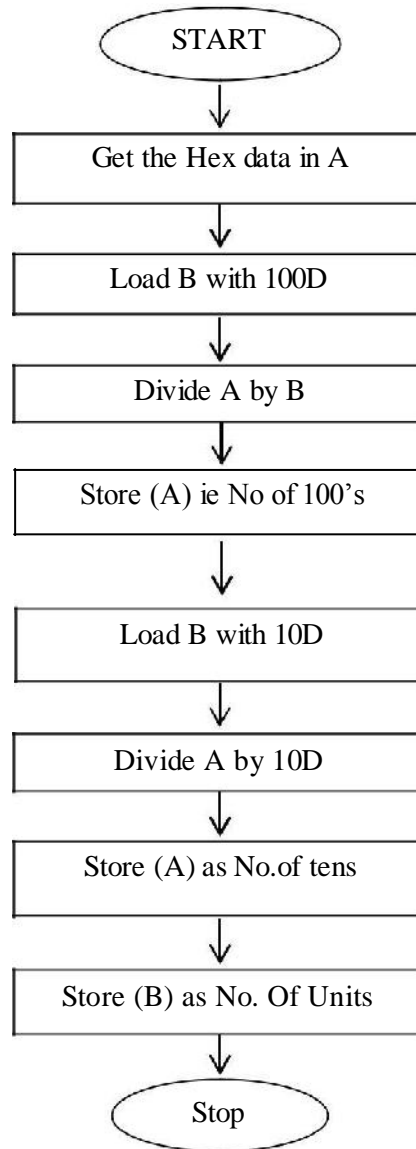 START
Get the Hex data in A
Load B with 100D
Divide A by B
Store (A) ie No of 100’s
Load B with 10D
Divide A by 10D
Store (A) as No.of tens
Store (B) as No. Of Units
Stop